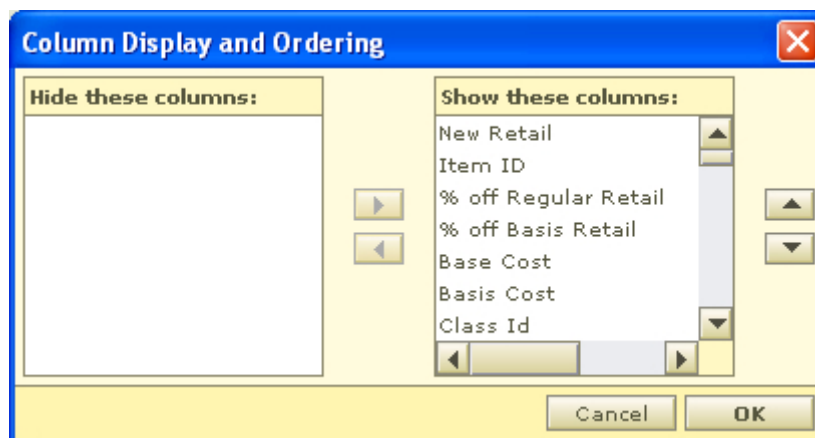 Column Display and Ordering
Hide these columns:
Show these columns:
New Retail
Item ID
% off Regular Retail
% off Basis Retail
Base Cost
Basis Cost
Class Id
Cancel
OK